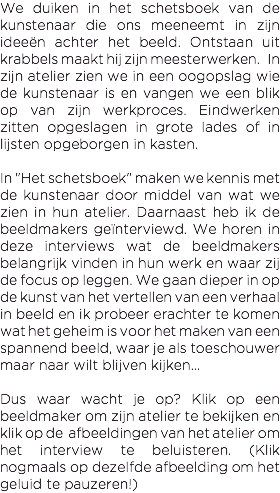 We duiken in het schetsboek van de
kunstenaar die ons meeneemt in zijn
ideeën achter het beeld. Ontstaan uit
krabbels maakt hij zijn meesterwerken. In
zijn atelier zien we in een oogopslag wie
de kunstenaar is en vangen we een blik
op van zijn werkproces. Eindwerken
zitten opgeslagen in grote lades of in
lijsten opgeborgen in kasten.

In "Het schetsboek" maken we kennis met
de kunstenaar door middel van wat we
zien in hun atelier. Daarnaast heb ik de
beeldmakers geïnterviewd. We horen in
deze interviews wat de beeldmakers
belangrijk vinden in hun werk en waar zij
de focus op leggen. We gaan dieper in op
de kunst van het vertellen van een verhaal
in beeld en ik probeer erachter te komen
wat het geheim is voor het maken van een
spannend beeld, waar je als toeschouwer
maar naar wilt blijven kijken...

Dus waar wacht je op? Klik op een
beeldmaker om zijn atelier te bekijken en
klik op de afbeeldingen van het atelier om
het interview te beluisteren. (Klik
nogmaals op dezelfde afbeelding om het
geluid te pauzeren!)